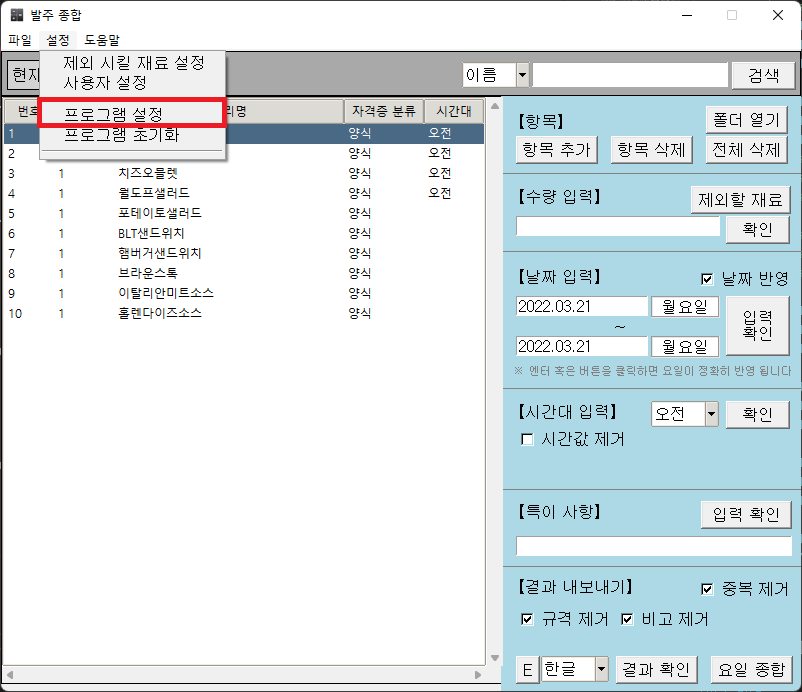 발주 종합
파일 설정 도움말
제외 시킬 재료 설정
사용자 설정
프로그램 설정
프로그램 초기화
현지
이름
검색
번호 리명 자격증 분류 시간대
1 양식 오전
2 양식 오전
3 1 치즈오믈렛 양식 오전
4 1 월도프샐러드 양식 오전
5 1 포테이토샐러드 양식
6 1 BLT샌드위치 양식
7 1 햄버거샌드위치 양식
8 1 브라운스톡 양식
9 1 이탈리안미트소스 양식
10 1 홀렌다이즈소스 양식
【항목】 폴더 열기
항목 추가 항목 삭제 전체 삭제
【수량 입력】 제외할 재료
확인
【날짜 입력】 날짜 반영
2022.03.21 월요일
~
2022.03.21 월요일
입력
확인
※ 엔터 혹은 버튼을 클릭하면 요일이 정확히 반영 됩니다
【시간대 입력】 오전 확인
시간값 제거
【특이 사항】 입력 확인
【결과 내보내기】 중복 제거
규격 제거 비고 제거
E 한글 결과 확인 요일 종합